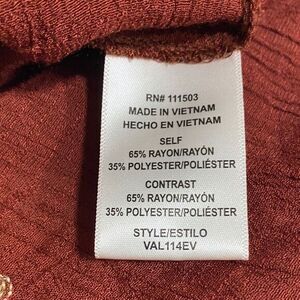 RN# 111503
MADE IN VIETNAM
HECHO EN VIETNAM
SELF
65% RAYON/RAYÓN
35% POLYESTER/POLIÉSTER
CONTRAST
65% RAYON/RAYÓN
35% POLYESTER/POLIÉSTER
STYLE/ESTILO
VAL114EV